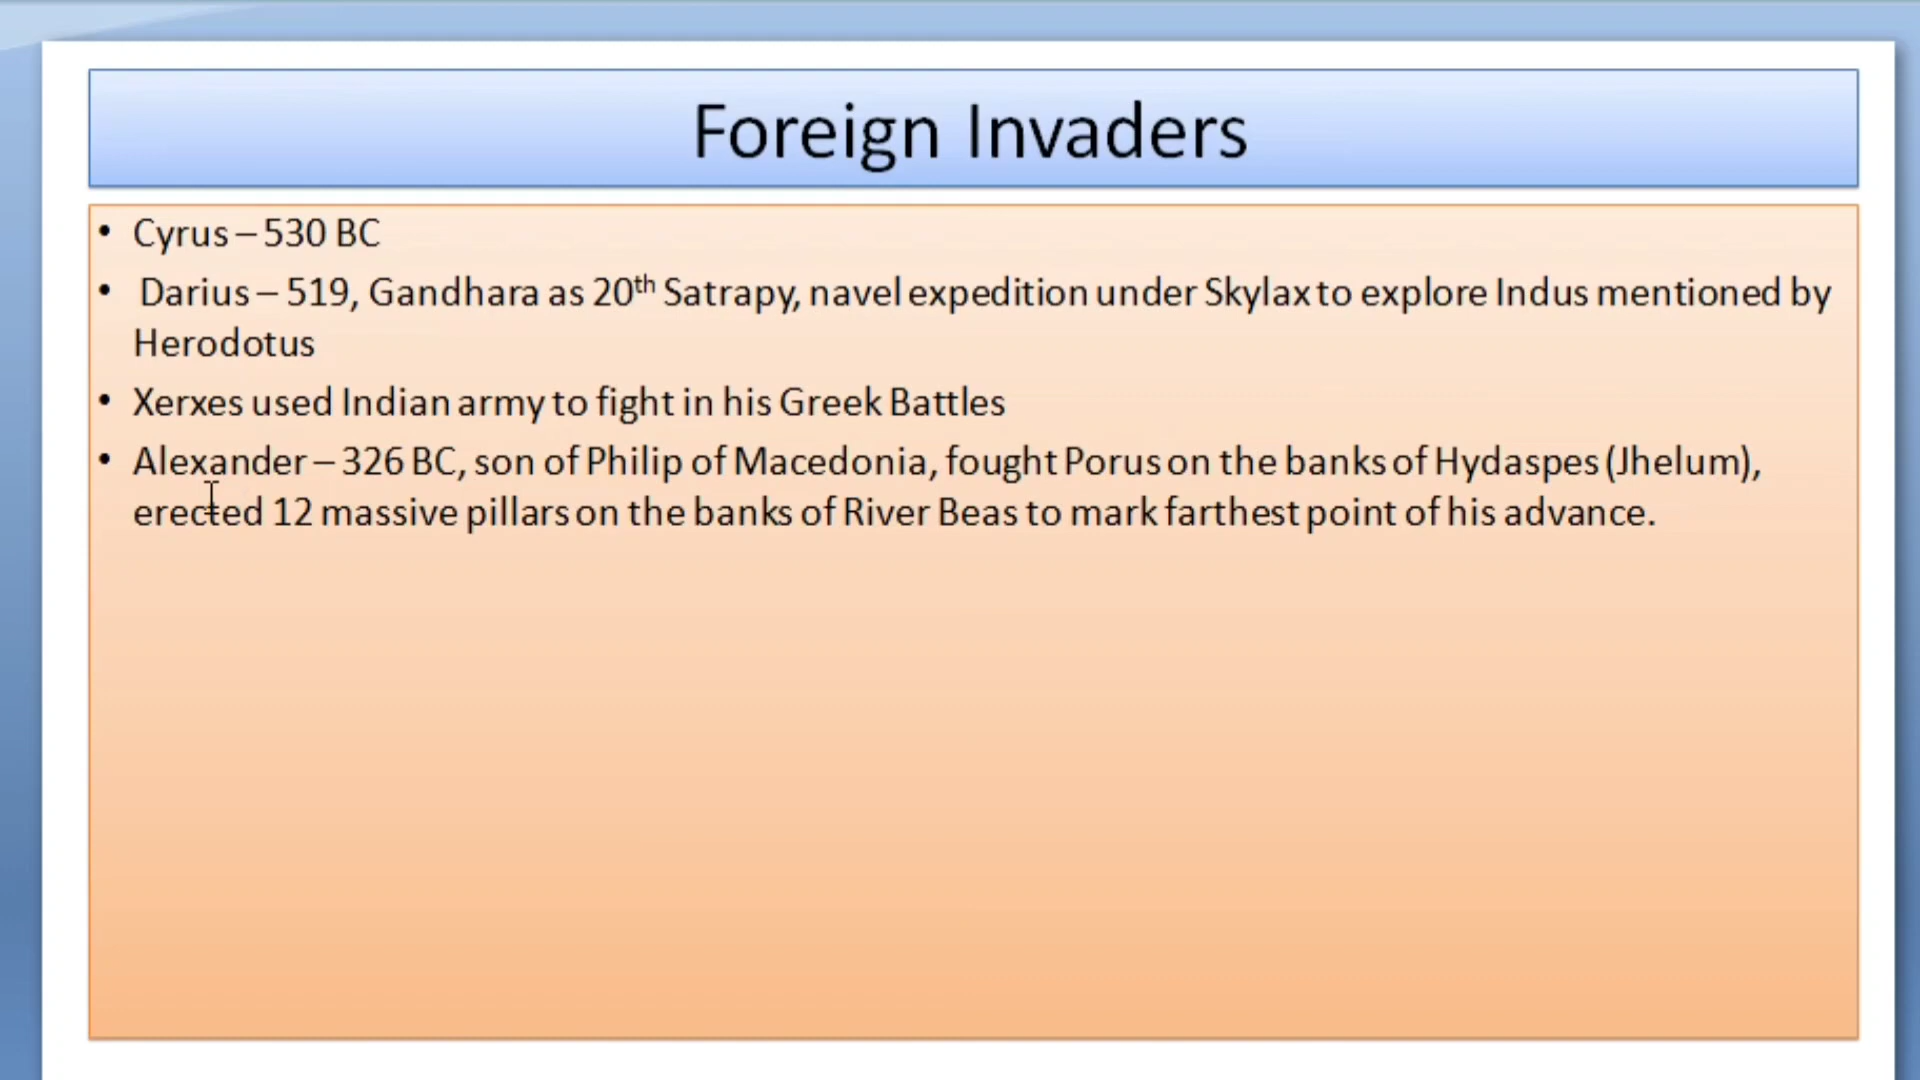 Foreign Invaders
• Cyrus – 530 BC
• Darius – 519, Gandhara as 20th Satrapy, navel expedition under Skylax to explore Indus mentioned by
Herodotus
• Xerxes used Indian army to fight in his Greek Battles
• Alexander – 326 BC, son of Philip of Macedonia, fought Porus on the banks of Hydaspes (Jhelum),
erected 12 massive pillars on the banks of River Beas to mark farthest point of his advance.